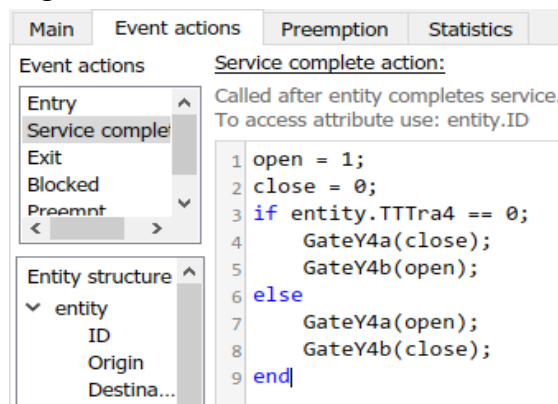 Main Event actions Preemption Statistics
Event actions
Entry
Service complet
Exit
Blocked
Preempt
Entity structure
entity
ID
Origin
Destina...
Service complete action:
Called after entity completes service.
To access attribute use: entity.ID
1 open = 1;
2 close = 0;
3 if entity.TTTra4 == 0;
4 GateY4a(close);
5 GateY4b(open);
6 else
7 GateY4a(open);
8 GateY4b(close);
9 end